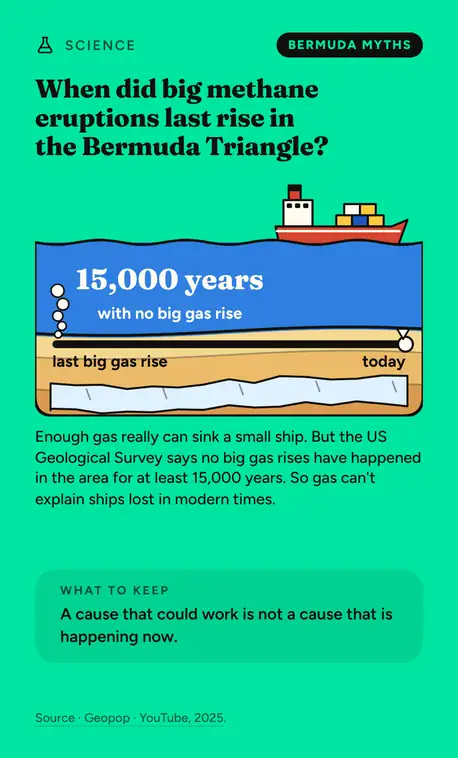 SCIENCE
BERMUDA MYTHS
When did big methane
eruptions last rise in
the Bermuda Triangle?
15,000 years
with no big gas rise
last big gas rise
today
Enough gas really can sink a small ship. But the US
Geological Survey says no big gas rises have happened
in the area for at least 15,000 years. So gas can't
explain ships lost in modern times.
WHAT TO KEEP
A cause that could work is not a cause that is
happening now.
Source · Geopop · YouTube, 2025.